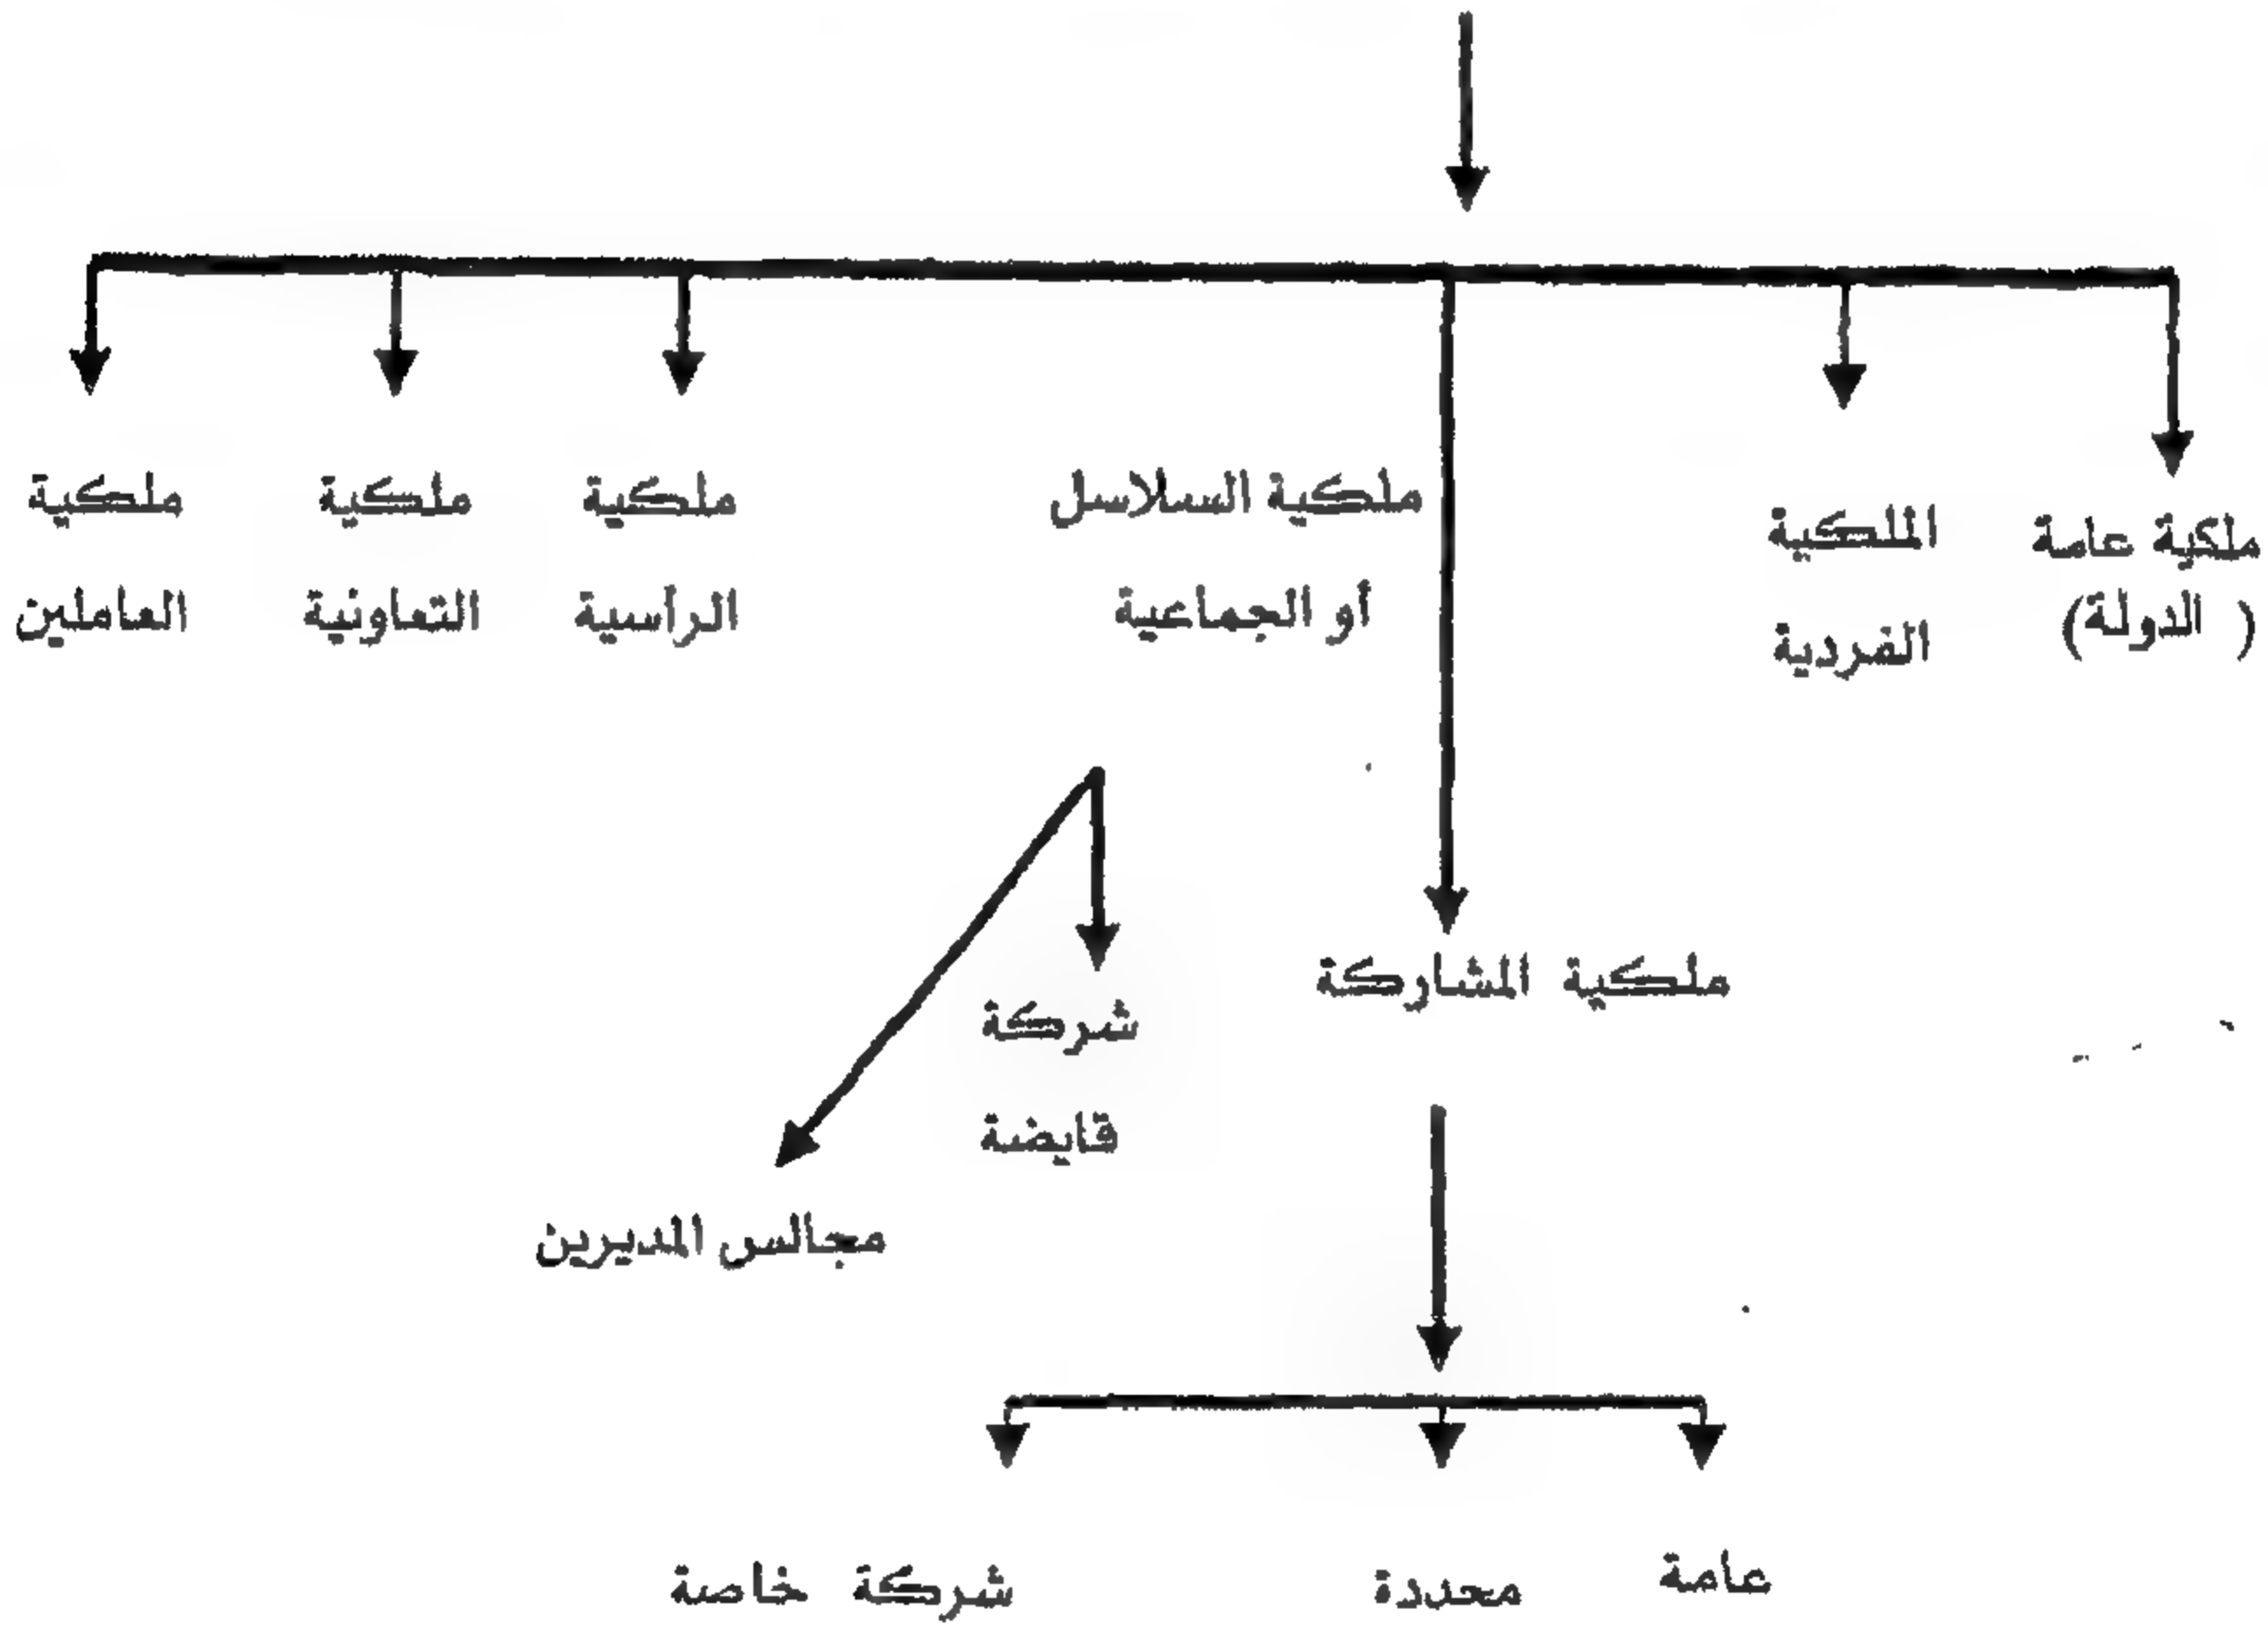 ملكية عامة
( الدولة)
الملكية
الفردية
ملكية السلاسل
أو الجماعية
ملكية
الراسية
ملكية
التعاونية
ملكية
العاملين
ملكية المشاركة
شركة
قايضة
مجالس المديرين
عامة
محددة
شركة خاصة